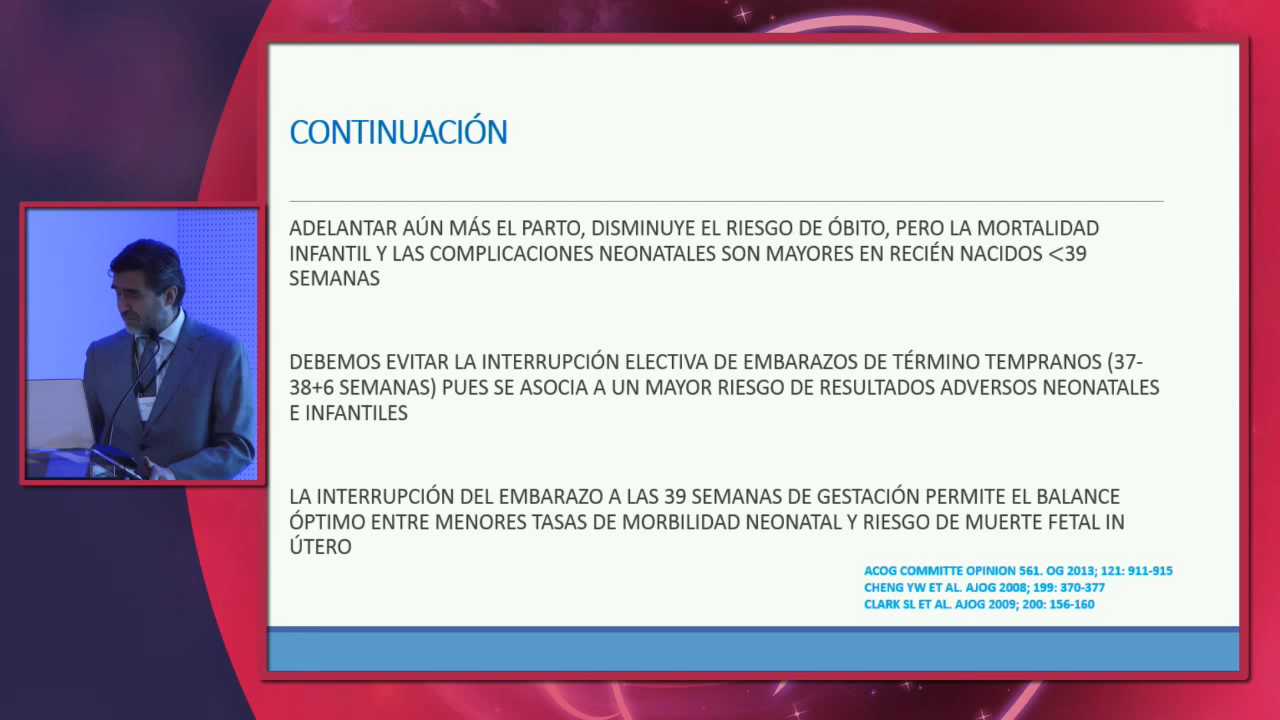 CONTINUACIÓN
ADELANTAR AÚN MÁS EL PARTO, DISMINUYE EL RIESGO DE ÓBITO, PERO LA MORTALIDAD
INFANTIL Y LAS COMPLICACIONES NEONATALES SON MAYORES EN RECIÉN NACIDOS <39
SEMANAS
DEBEMOS EVITAR LA INTERRUPCIÓN ELECTIVA DE EMBARAZOS DE TÉRMINO TEMPRANOS (37-
38+6 SEMANAS) PUES SE ASOCIA A UN MAYOR RIESGO DE RESULTADOS ADVERSOS NEONATALES
E INFANTILES
LA INTERRUPCIÓN DEL EMBARAZO A LAS 39 SEMANAS DE GESTACIÓN PERMITE EL BALANCE
ÓPTIMO ENTRE MENORES TASAS DE MORBILIDAD NEONATAL Y RIESGO DE MUERTE FETAL IN
ÚTERO
ACOG COMMITTE OPINION 561. OG 2013; 121: 911-915
CHENG YW ET AL. AJOG 2008; 199: 370-377
CLARK SL ET AL. AJOG 2009; 200: 156-160